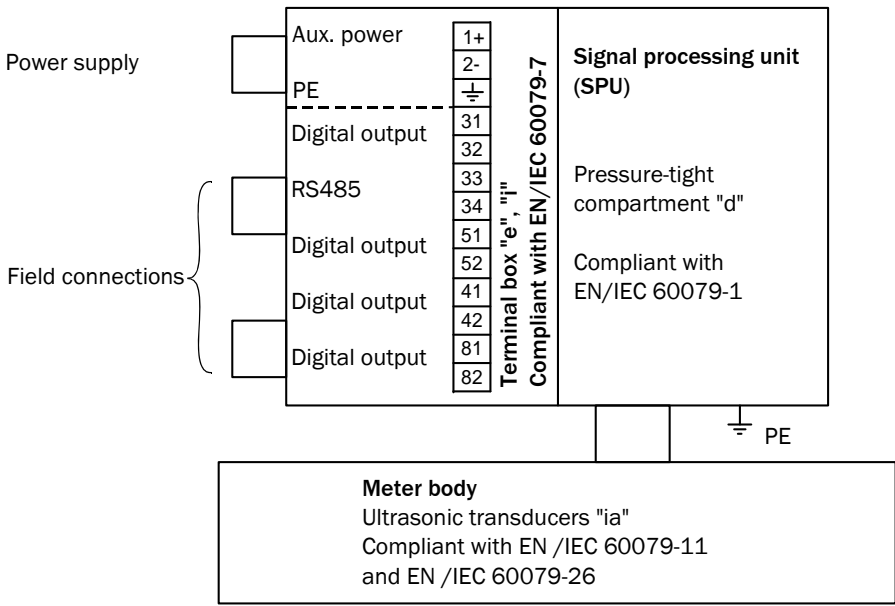 Power supply
Field connections
Aux. power
PE
Digital output
RS485
Digital output
Digital output
Digital output
1+
2-
31
32
33
34
51
52
41
42
81
82
Terminal box "e", "i"
Compliant with EN/IEC 60079-7
Signal processing unit
(SPU)
Pressure-tight
compartment "d"
Compliant with
EN/IEC 60079-1
PE
Meter body
Ultrasonic transducers "ia"
Compliant with EN /IEC 60079-11
and EN /IEC 60079-26